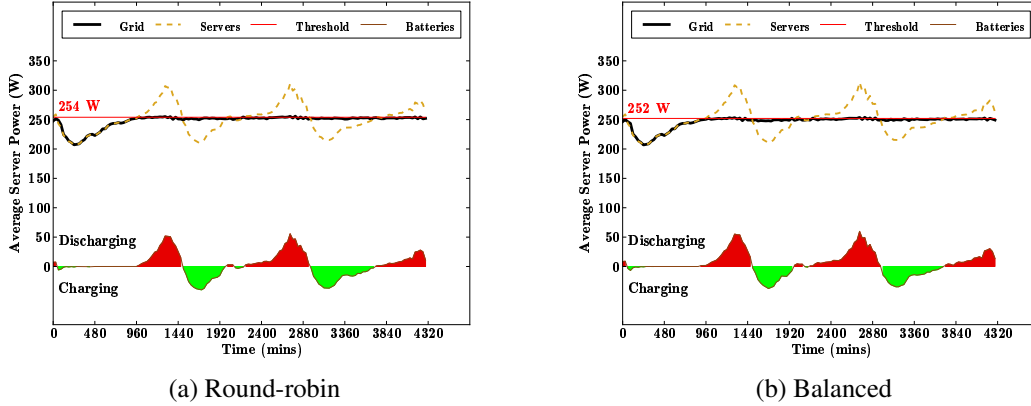 Grid Servers Threshold Batteries
350
300
254 W
250
200
150
100
50
Discharging
0
Charging
Average Server Power (W)
0 480 960 1440 1920 2400 2880 3360 3840 4320
Time (mins)
(a) Round-robin
Grid Servers Threshold Batteries
350
300
252 W
250
200
150
100
50
Discharging
0
Charging
Average Server Power (W)
0 480 960 1440 1920 2400 2880 3360 3840 4320
Time (mins)
(b) Balanced